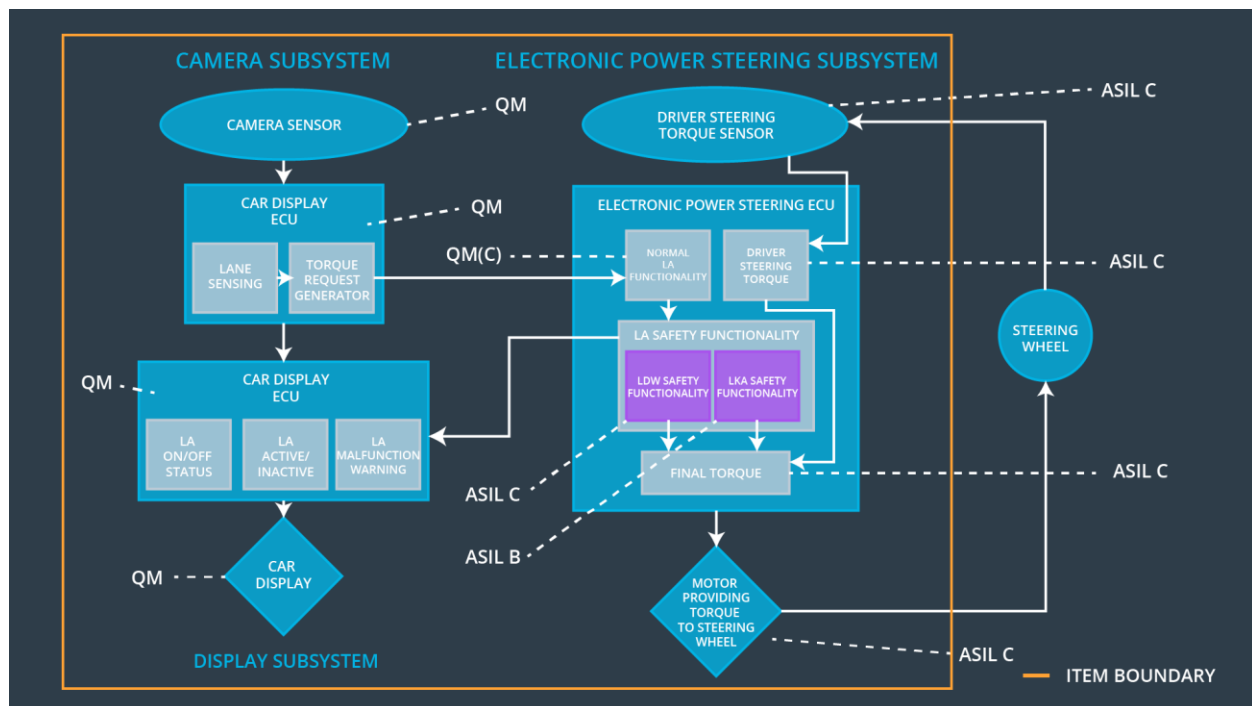 CAMERA SUBSYSTEM
ELECTRONIC POWER STEERING SUBSYSTEM
CAMERA SENSOR
QM
DRIVER STEERING
TORQUE SENSOR
ASIL C
CAR DISPLAY
ECU
QM
LANE
SENSING
TORQUE
REQUEST
GENERATOR
ELECTRONIC POWER STEERING ECU
QM(C)
NORMAL
LA
FUNCTIONALITY
DRIVER
STEERING
TORQUE
ASIL C
LA SAFETY FUNCTIONALITY
LDW SAFETY
FUNCTIONALITY
LKA SAFETY
FUNCTIONALITY
STEERING
WHEEL
QM
CAR DISPLAY
ECU
LA
ON/OFF
STATUS
LA
ACTIVE/
INACTIVE
LA
MALFUNCTION
WARNING
FINAL TORQUE
ASIL C
ASIL C
ASIL B
QM
CAR
DISPLAY
MOTOR
PROVIDING
TORQUE
TO STEERING
WHEEL
ASIL C
DISPLAY SUBSYSTEM
ITEM BOUNDARY